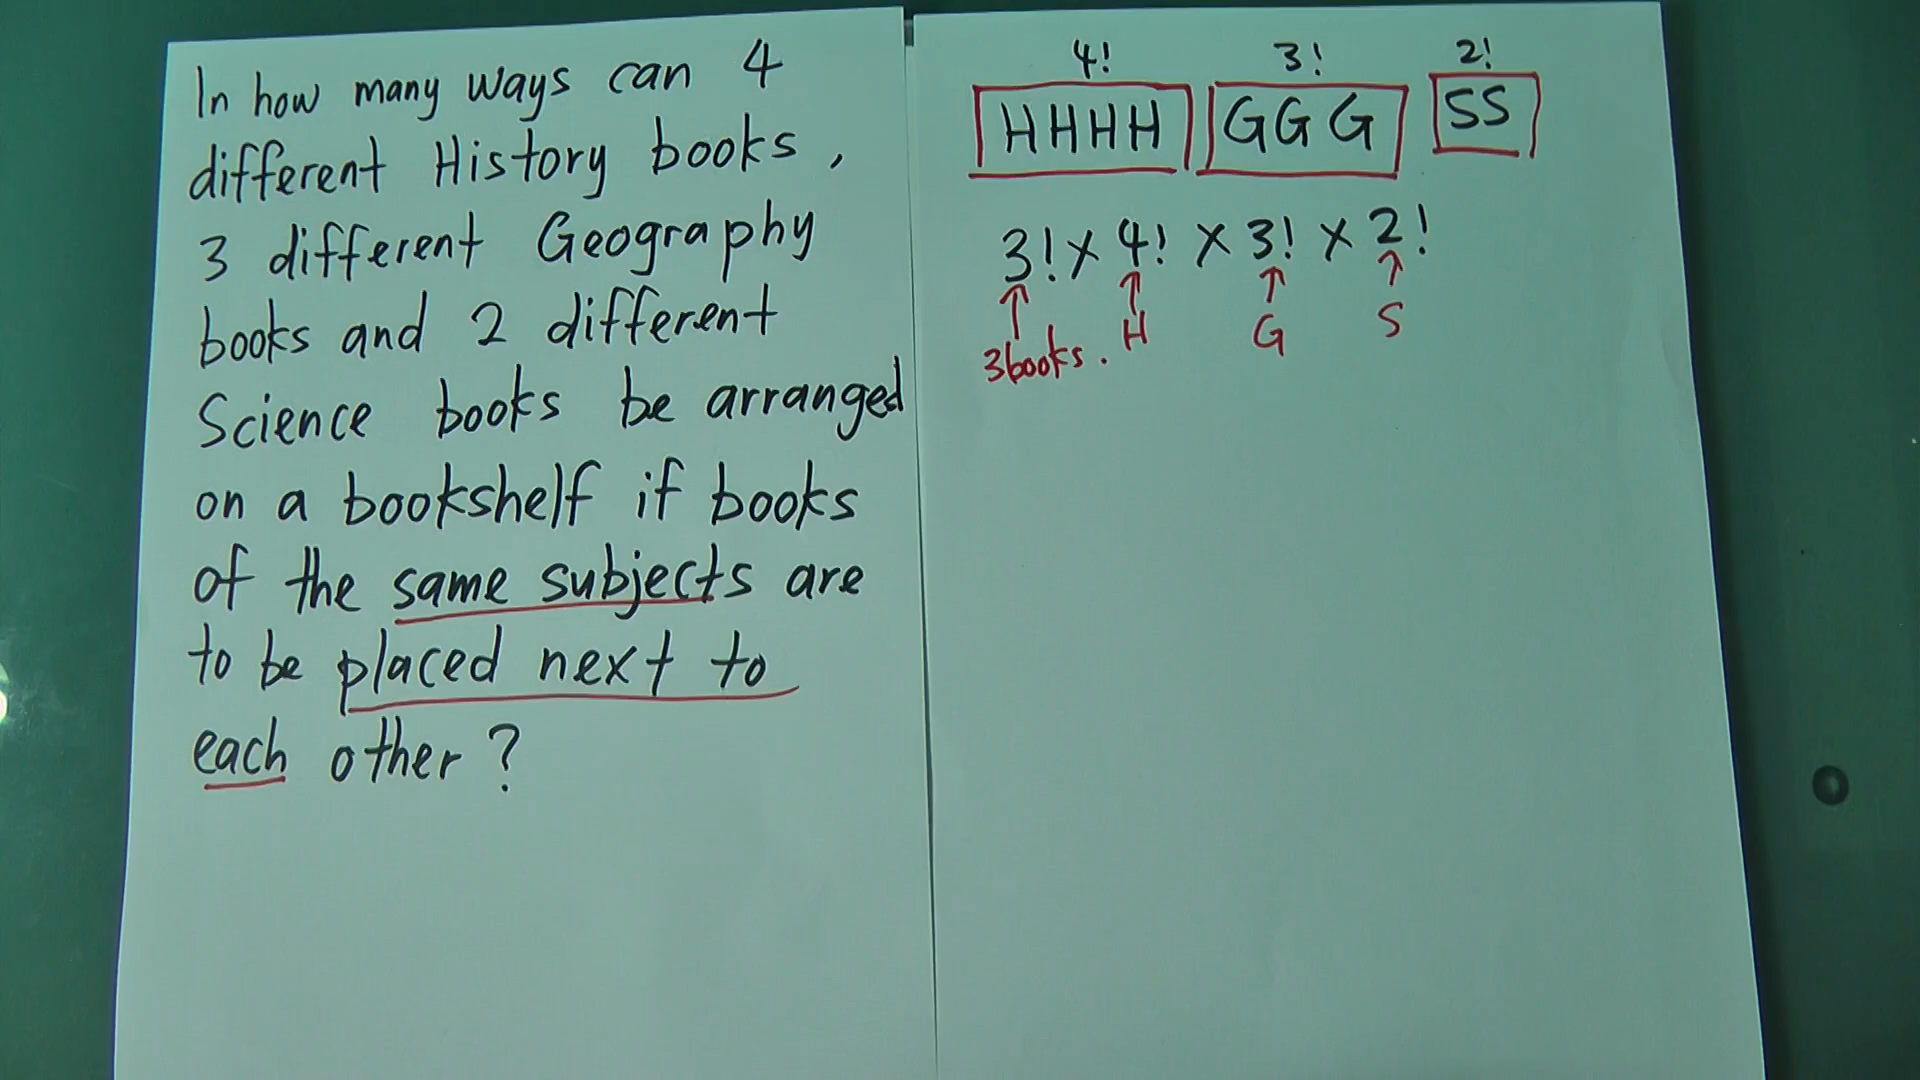 In how many ways can 4
different History books,
3 different Geography
books and 2 different
Science books be arranged
on a bookshelf if books
of the same subjects are
to be placed next to
each other?
4! 3! 2!
HHHH GGG SS
3! × 4! × 3! × 2!
↑ ↑ ↑ ↑
3books. H G S